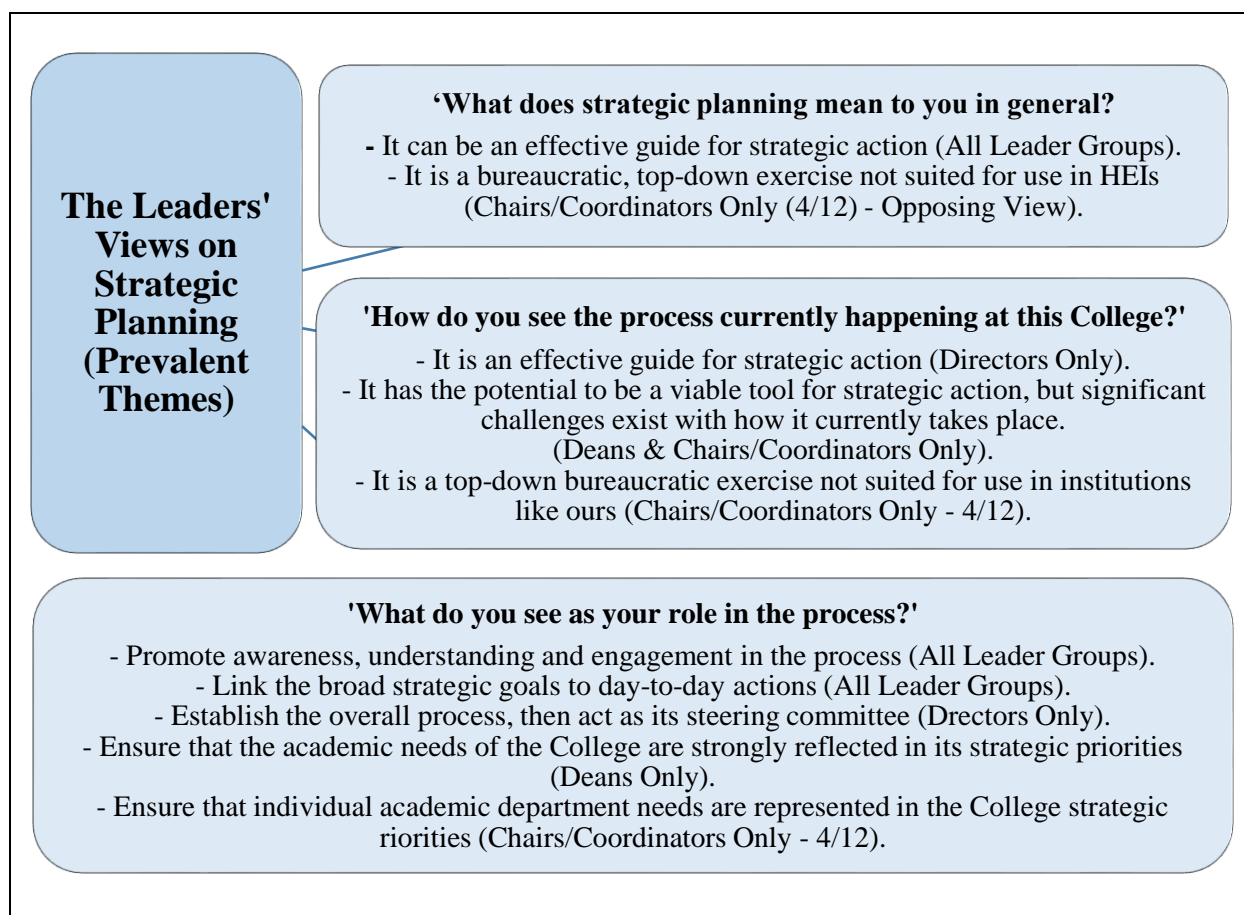 The Leaders'
Views on
Strategic
Planning
(Prevalent
Themes)
‘What does strategic planning mean to you in general?
- It can be an effective guide for strategic action (All Leader Groups).
- It is a bureaucratic, top-down exercise not suited for use in HEIs
(Chairs/Coordinators Only (4/12) - Opposing View).
'How do you see the process currently happening at this College?'
- It is an effective guide for strategic action (Directors Only).
- It has the potential to be a viable tool for strategic action, but significant
challenges exist with how it currently takes place.
(Deans & Chairs/Coordinators Only).
- It is a top-down bureaucratic exercise not suited for use in institutions
like ours (Chairs/Coordinators Only - 4/12).
'What do you see as your role in the process?'
- Promote awareness, understanding and engagement in the process (All Leader Groups).
- Link the broad strategic goals to day-to-day actions (All Leader Groups).
- Establish the overall process, then act as its steering committee (Drectors Only).
- Ensure that the academic needs of the College are strongly reflected in its strategic priorities
(Deans Only).
- Ensure that individual academic department needs are represented in the College strategic
riorities (Chairs/Coordinators Only - 4/12).